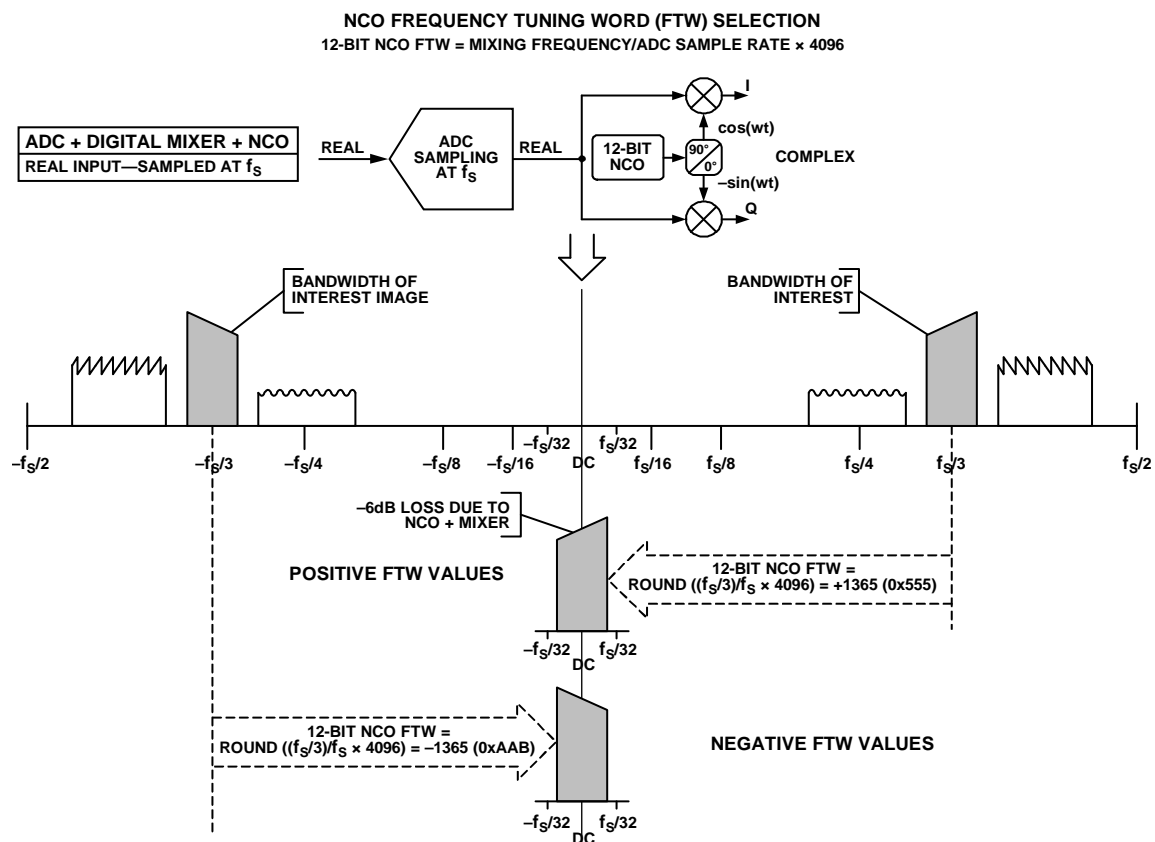 NCO FREQUENCY TUNING WORD (FTW) SELECTION
12-BIT NCO FTW = MIXING FREQUENCY/ADC SAMPLE RATE × 4096
ADC + DIGITAL MIXER + NCO
REAL INPUT—SAMPLED AT fS
REAL
ADC
SAMPLING
AT fS
REAL
12-BIT
NCO
90°
0°
I
cos(wt)
COMPLEX
–sin(wt)
Q
BANDWIDTH OF
INTEREST IMAGE
BANDWIDTH OF
INTEREST
–fS/2
–fS/3
–fS/4
–fS/8
–fS/16
–fS/32
DC
fS/32
fS/16
fS/8
fS/4
fS/3
fS/2
–6dB LOSS DUE TO
NCO + MIXER
POSITIVE FTW VALUES
12-BIT NCO FTW =
ROUND ((fS/3)/fS × 4096) = +1365 (0x555)
–fS/32
DC
fS/32
12-BIT NCO FTW =
ROUND ((fS/3)/fS × 4096) = –1365 (0xAAB)
NEGATIVE FTW VALUES
–fS/32
DC
fS/32